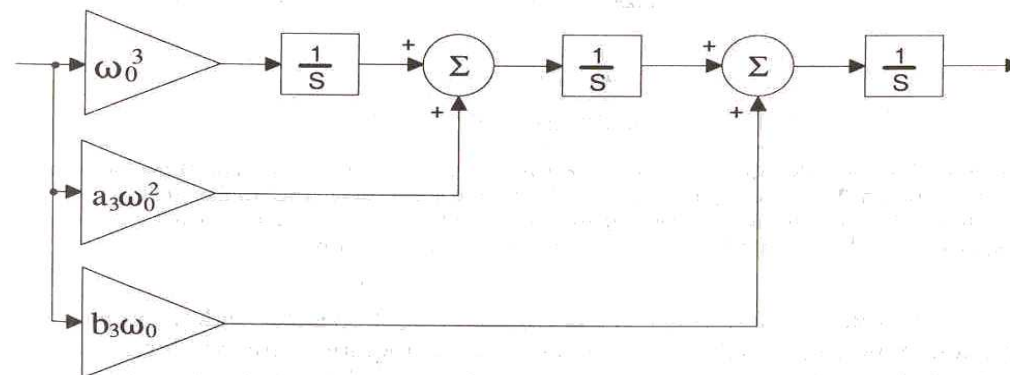 ω₀³ 1/S + Σ + 1/S + Σ + 1/S
a₃ω₀²
b₃ω₀